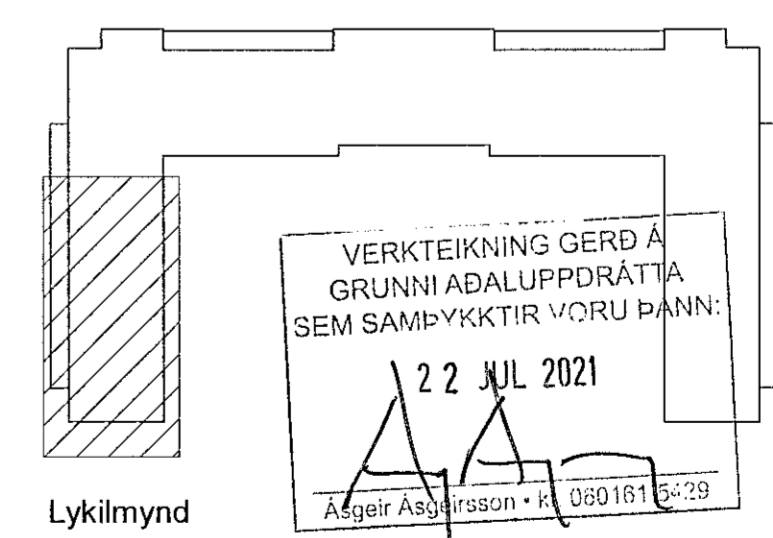 VERKTEIKNING GERÐ Á
GRUNNI AÐALUPPDRÁTTA
SEM SAMÞYKKTIR VORU ÞANN:
22 JUL 2021
Ásgeir Ásgeirsson • k
Lykilmynd